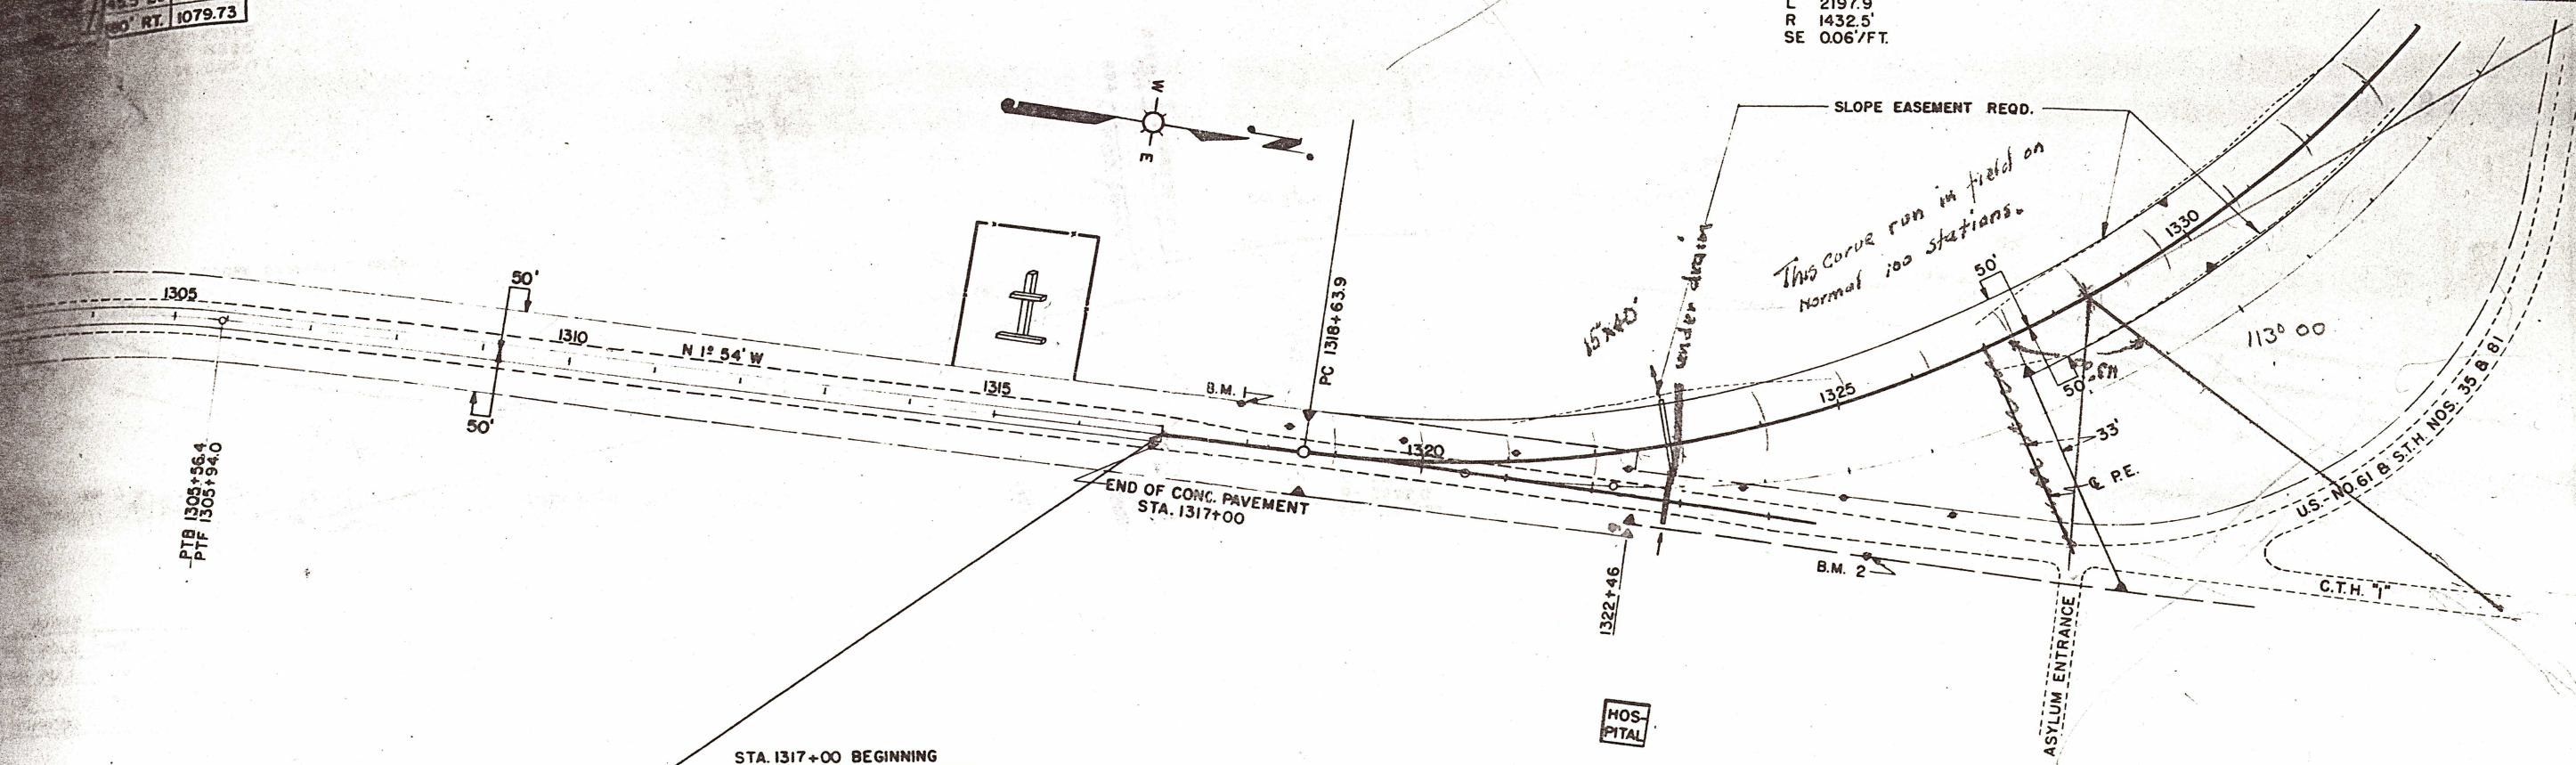 80' RT. 1079.73
L 2197.9'
R 1432.5'
SE 0.06'/FT.
W
E
N
SLOPE EASEMENT REQD.
This curve run in field on
Normal 100 stations.
15"x40'
under drain
50'
50'
1305
1310
N 1° 54' W
1315
B.M. 1
PC 1318+63.9
1320
1325
1330
50'
50'
113° 00
33'
℄ P.E.
U.S. NO. 61 & S.T.H. NOS. 35 & 81
PTB 1305+56.4
PTF 1305+94.0
END OF CONC. PAVEMENT
STA. 1317+00
1322+46
B.M. 2
C.T.H. "I"
ASYLUM ENTRANCE
HOS-
PITAL
STA. 1317+00 BEGINNING